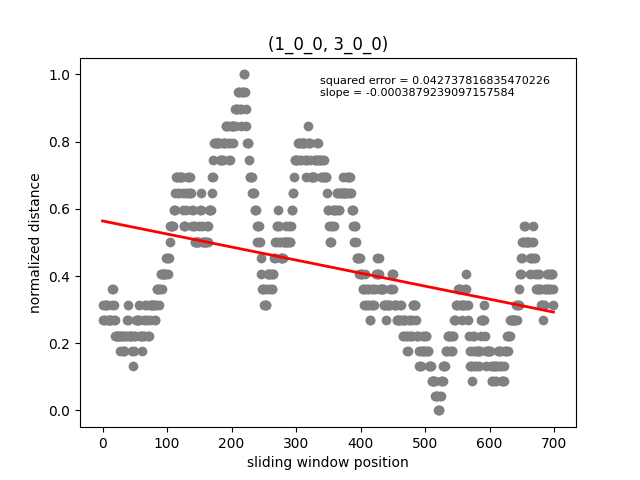 (1_0_0, 3_0_0)
squared error = 0.042737816835470226
slope = -0.0003879239097157584
1.0
0.8
0.6
0.4
0.2
0.0
normalized distance
0 100 200 300 400 500 600 700
sliding window position